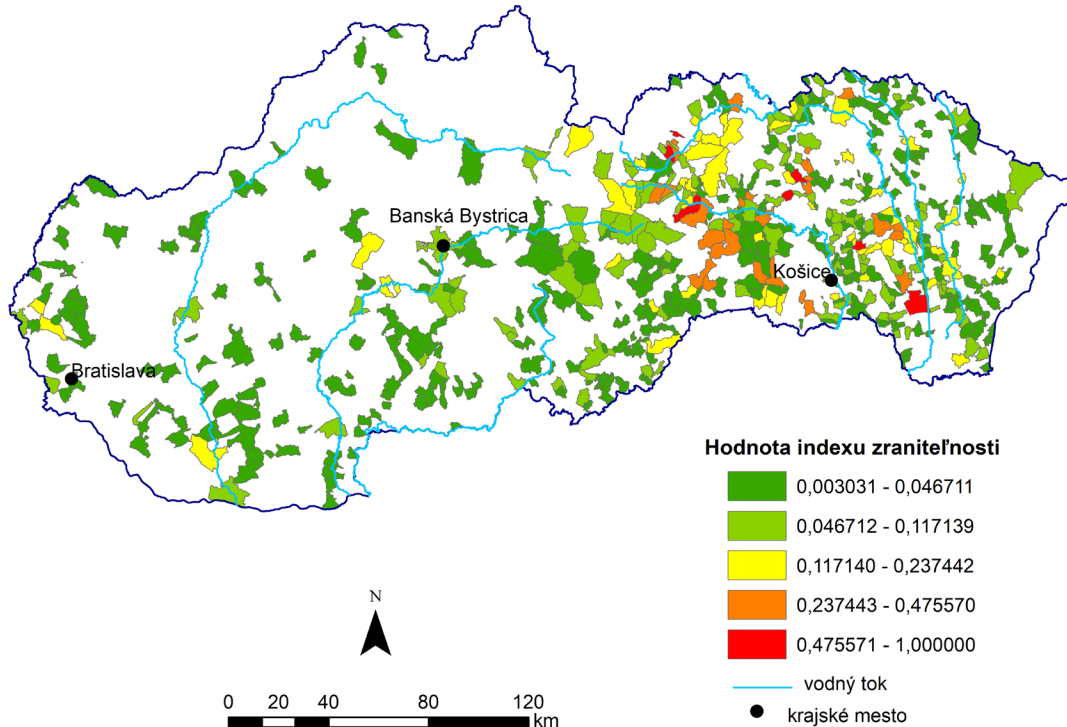 Banská Bystrica
Košice
Bratislava
Hodnota indexu zraniteľnosti
0,003031 - 0,046711
0,046712 - 0,117139
0,117140 - 0,237442
0,237443 - 0,475570
0,475571 - 1,000000
vodný tok
krajské mesto
N
0 20 40 80 120
km